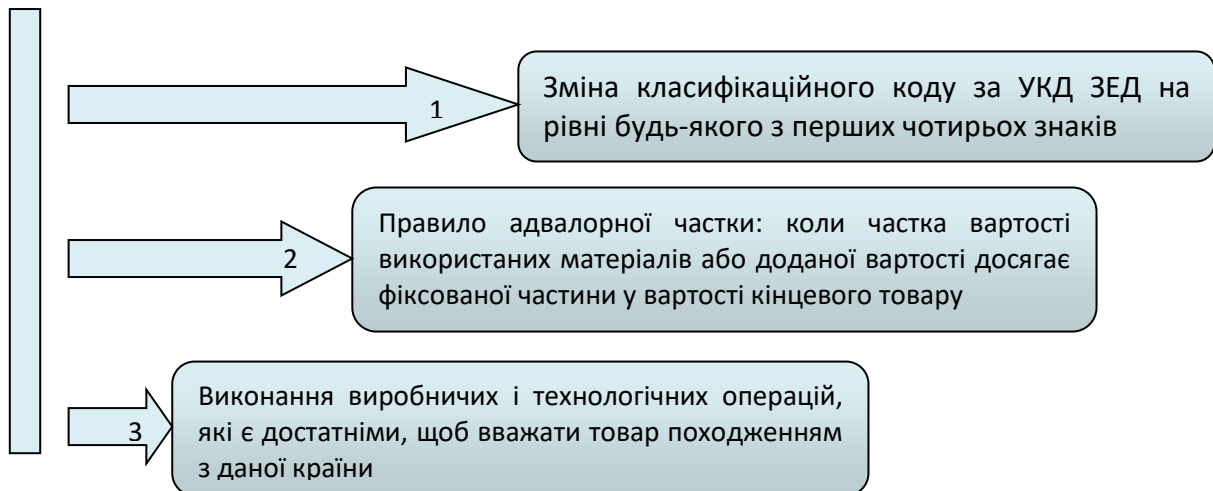 1
Зміна класифікаційного коду за УКД ЗЕД на
рівні будь-якого з перших чотирьох знаків
2
Правило адвалорної частки: коли частка вартості
використаних матеріалів або доданої вартості досягає
фіксованої частини у вартості кінцевого товару
3
Виконання виробничих і технологічних операцій,
які є достатніми, щоб вважати товар походженням
з даної країни